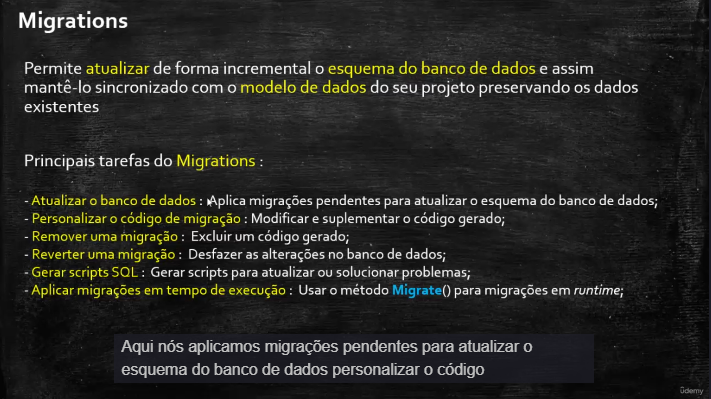 Migrations
Permite atualizar de forma incremental o esquema do banco de dados e assim
mantê-lo sincronizado com o modelo de dados do seu projeto preservando os dados
existentes
Principais tarefas do Migrations :
- Atualizar o banco de dados : Aplica migrações pendentes para atualizar o esquema do banco de dados;
- Personalizar o código de migração : Modificar e suplementar o código gerado;
- Remover uma migração : Excluir um código gerado;
- Reverter uma migração : Desfazer as alterações no banco de dados;
- Gerar scripts SQL : Gerar scripts para atualizar ou solucionar problemas;
- Aplicar migrações em tempo de execução : Usar o método Migrate() para migrações em runtime;
Aqui nós aplicamos migrações pendentes para atualizar o
esquema do banco de dados personalizar o código
ûdemy